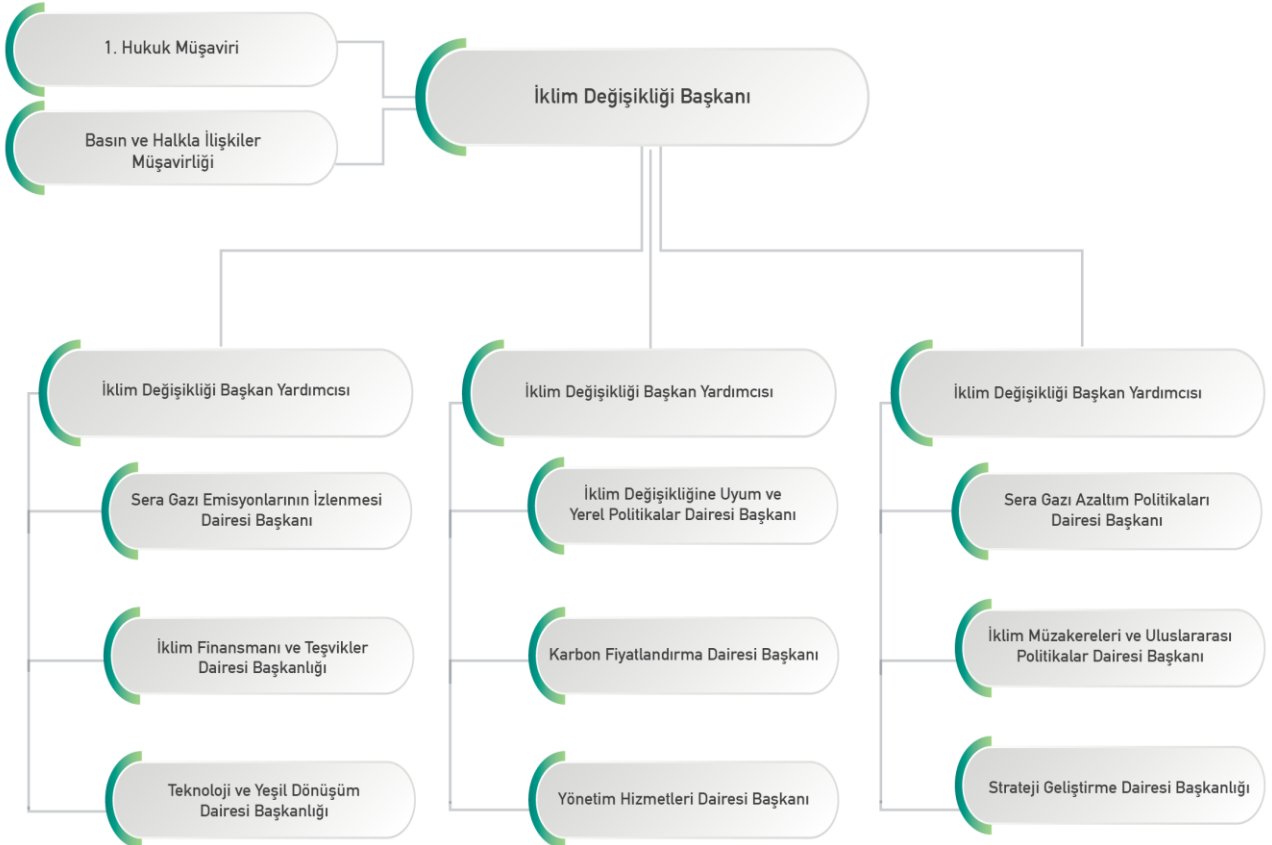 1. Hukuk Müşaviri
Basın ve Halkla İlişkiler
Müşavirliği
İklim Değişikliği Başkanı
İklim Değişikliği Başkan Yardımcısı
Sera Gazı Emisyonlarının İzlenmesi
Dairesi Başkanı
İklim Finansmanı ve Teşvikler
Dairesi Başkanlığı
Teknoloji ve Yeşil Dönüşüm
Dairesi Başkanlığı
İklim Değişikliği Başkan Yardımcısı
İklim Değişikliğine Uyum ve
Yerel Politikalar Dairesi Başkanı
Karbon Fiyatlandırma Dairesi Başkanı
Yönetim Hizmetleri Dairesi Başkanı
İklim Değişikliği Başkan Yardımcısı
Sera Gazı Azaltım Politikaları
Dairesi Başkanı
İklim Müzakereleri ve Uluslararası
Politikalar Dairesi Başkanı
Strateji Geliştirme Dairesi Başkanlığı